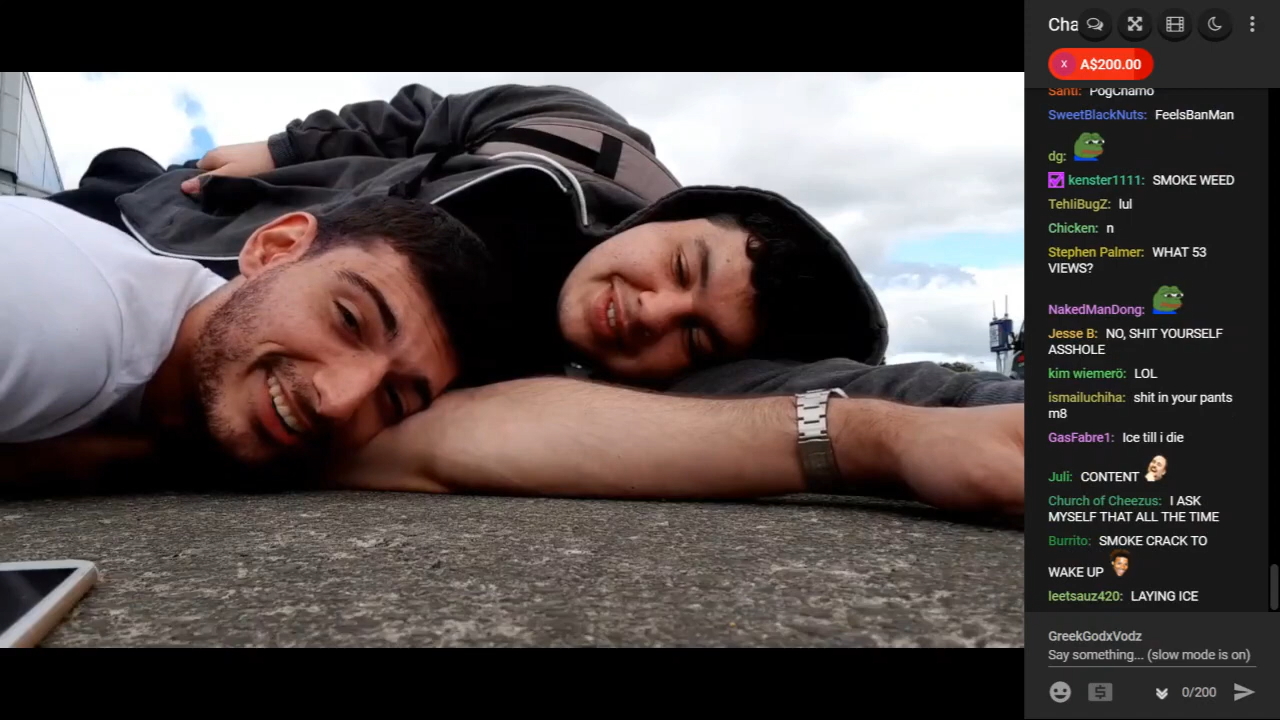 Cha
X A$200.00
Santi: PogChamo
SweetBlackNuts: FeelsBanMan
dg:
kenster1111: SMOKE WEED
TehliBugZ: lul
Chicken: n
Stephen Palmer: WHAT 53
VIEWS?
NakedManDong:
Jesse B: NO, SHIT YOURSELF
ASSHOLE
kim wiemerö: LOL
ismailuchiha: shit in your pants
m8
GasFabre1: Ice till i die
Juli: CONTENT
Church of Cheezus: I ASK
MYSELF THAT ALL THE TIME
Burrito: SMOKE CRACK TO
WAKE UP
leetsauz420: LAYING ICE
GreekGodxVodz
Say something... (slow mode is on)
0/200